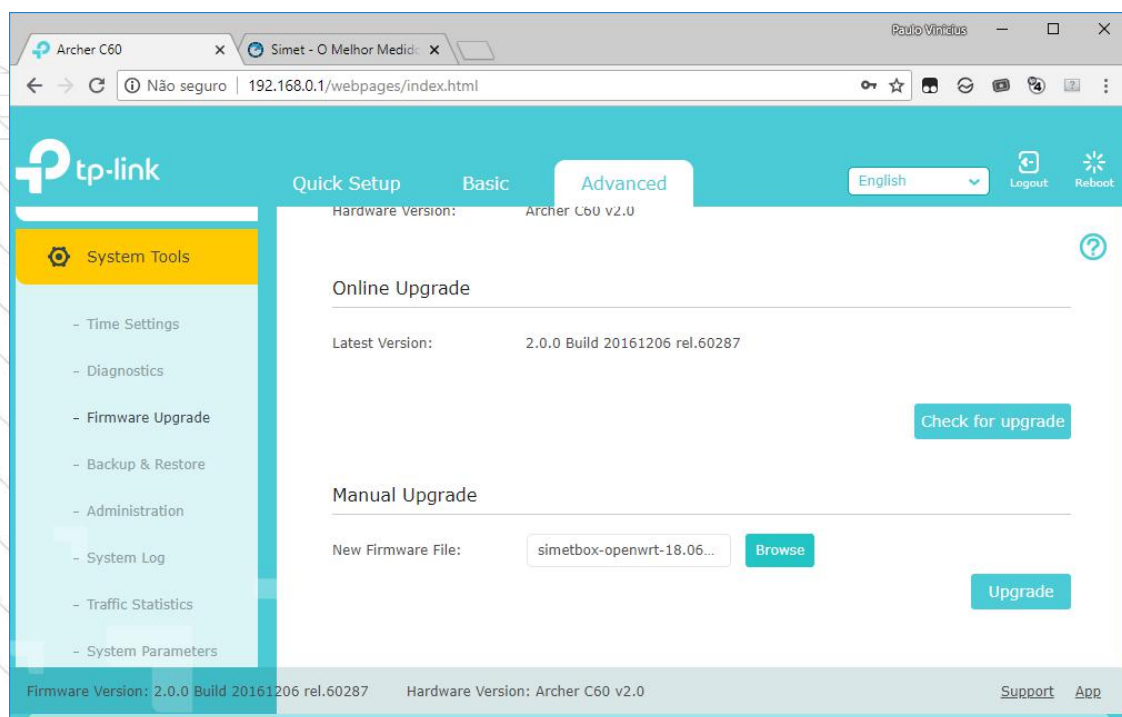 Paulo Vinicius
Archer C60
Simet - O Melhor Medido
Não seguro | 192.168.0.1/webpages/index.html
tp-link
Quick Setup Basic Advanced
English
Logout
Reboot
Hardware Version: Archer C60 v2.0
System Tools
Online Upgrade
- Time Settings
Latest Version: 2.0.0 Build 20161206 rel.60287
- Diagnostics
- Firmware Upgrade
Check for upgrade
- Backup & Restore
Manual Upgrade
- Administration
New Firmware File: simetbox-openwrt-18.06... Browse
- System Log
Upgrade
- Traffic Statistics
- System Parameters
Firmware Version: 2.0.0 Build 20161206 rel.60287 Hardware Version: Archer C60 v2.0 Support App